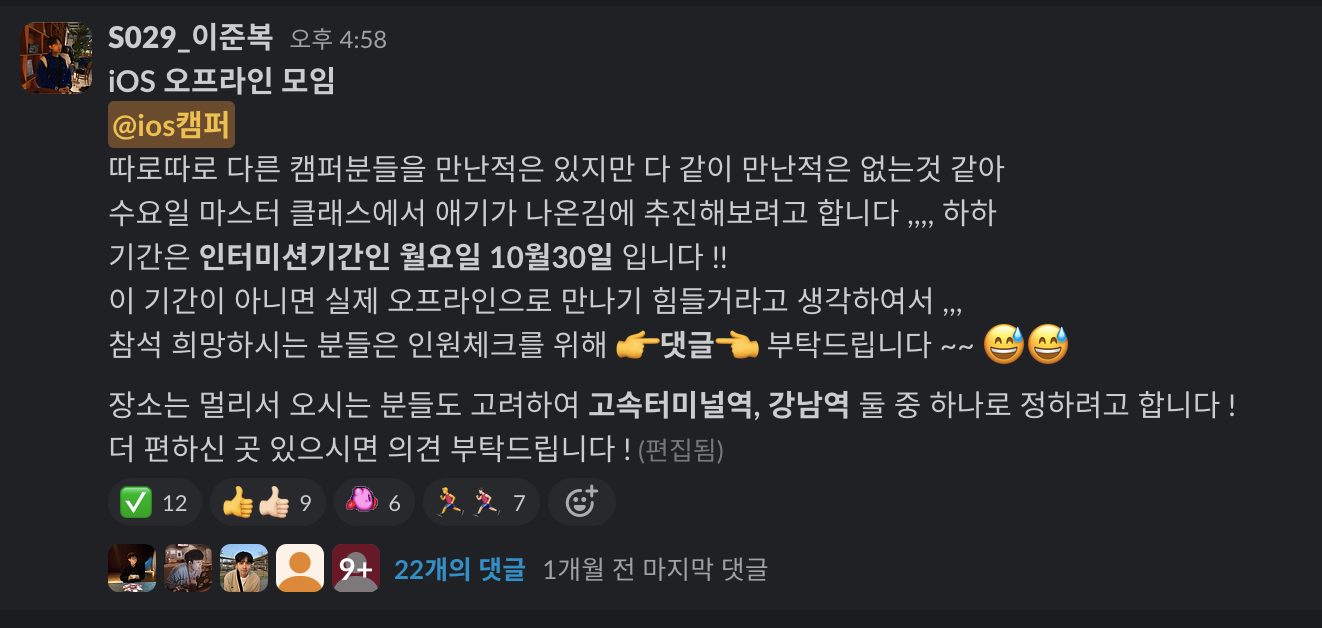 S029_이준복 오후 4:58
iOS 오프라인 모임
@ios캠퍼
따로따로 다른 캠퍼분들을 만난적은 있지만 다 같이 만난적은 없는것 같아
수요일 마스터 클래스에서 얘기가 나온김에 추진해보려고 합니다 ,,,, 하하
기간은 인터미션기간인 월요일 10월30일 입니다 !!
이 기간이 아니면 실제 오프라인으로 만나기 힘들거라고 생각하여서 ,,,
참석 희망하시는 분들은 인원체크를 위해 👉댓글👈 부탁드립니다 ~~ 😅😅
장소는 멀리서 오시는 분들도 고려하여 고속터미널역, 강남역 둘 중 하나로 정하려고 합니다 !
더 편하신 곳 있으시면 의견 부탁드립니다 ! (편집됨)
12 9 6 7
9+ 22개의 댓글 1개월 전 마지막 댓글